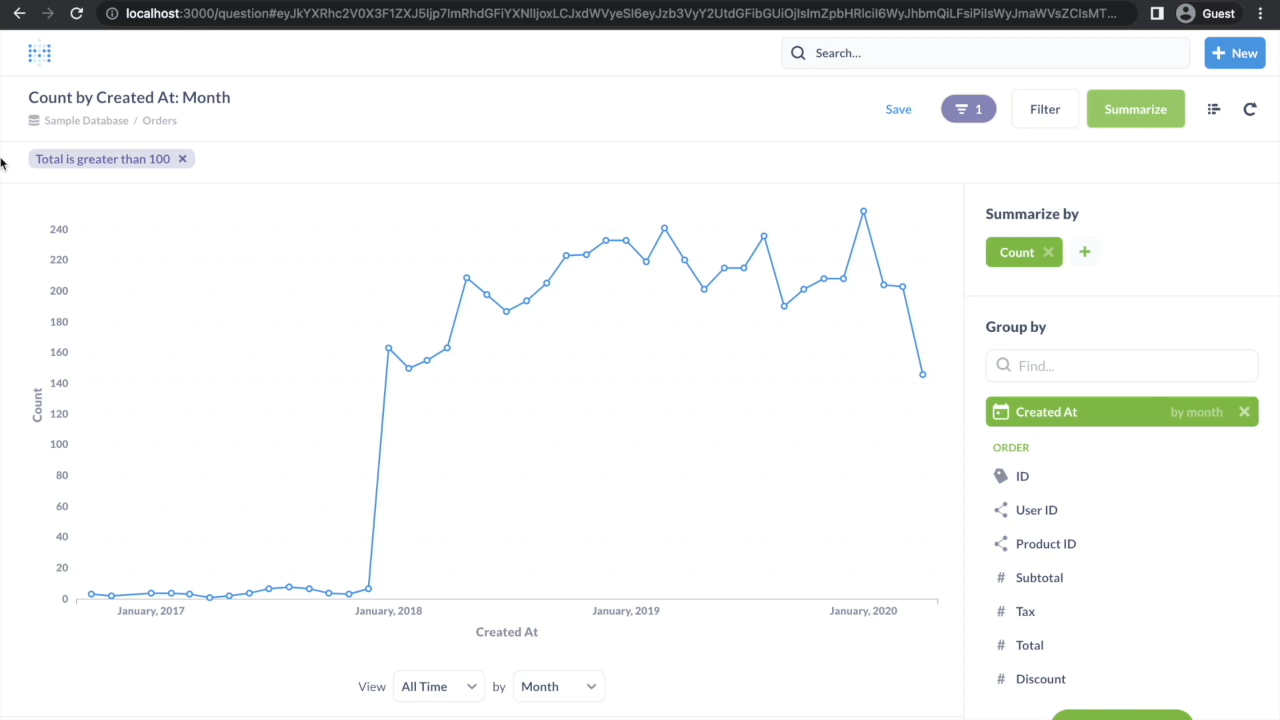 localhost:3000/question#eyJkYXRhc2V0X3F1ZXJ5Ijp7ImRhdGFiYXNlIjoxLCJxdWVyeSI6eyJzb3VyY2UtdGFibGUiOjIsImZpbHRlciI6WyJhbmQiLFsiPiIsWyJmaWVsZCIsMT...
Guest
Search...
+ New
Count by Created At: Month
Save
1
Filter
Summarize
Sample Database / Orders
Total is greater than 100 ×
Summarize by
Count ×
+
Group by
Find...
Created At by month ×
ORDER
ID
User ID
Product ID
# Subtotal
# Tax
# Total
# Discount
Count
240
220
200
180
160
140
120
100
80
60
40
20
0
January, 2017
January, 2018
January, 2019
January, 2020
Created At
View All Time by Month